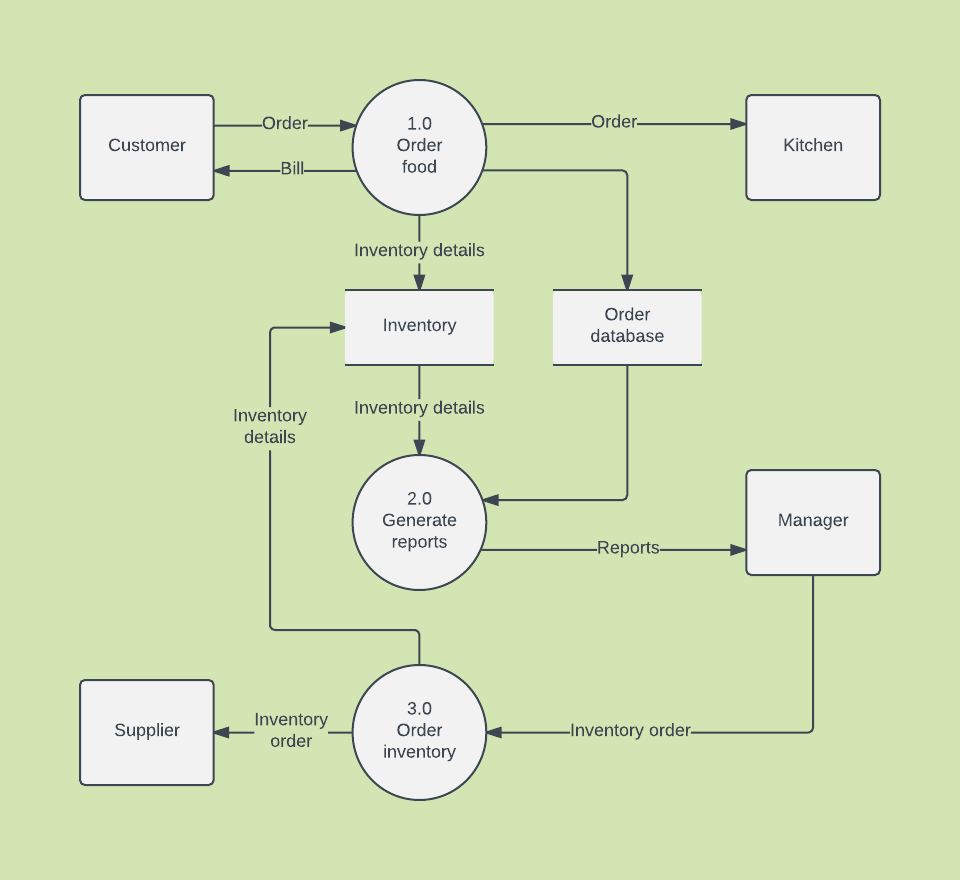 Customer
Order
Bill
1.0
Order
food
Order
Kitchen
Inventory details
Inventory
Order
database
Inventory details
Inventory
details
2.0
Generate
reports
Reports
Manager
Supplier
Inventory
order
3.0
Order
inventory
Inventory order